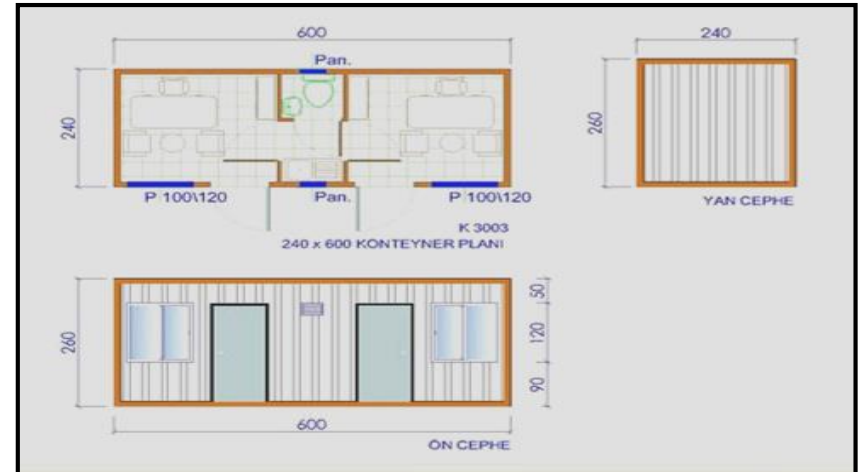 600
240
Pan.
240
260
P 100\120
Pan.
P 100\120
YAN CEPHE
K 3003
240 x 600 KONTEYNER PLANI
260
50
120
90
600
ÖN CEPHE